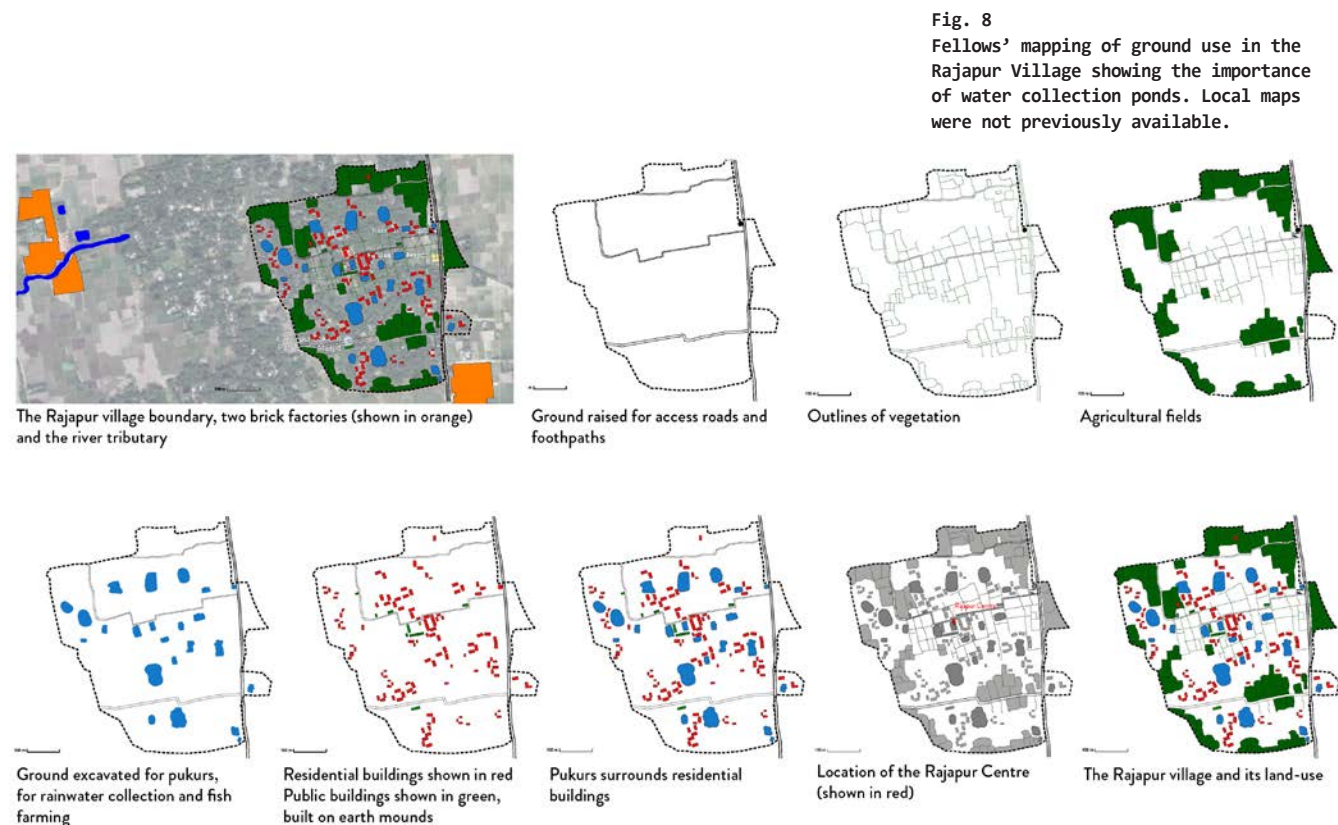 Fig. 8
Fellows’ mapping of ground use in the
Rajapur Village showing the importance
of water collection ponds. Local maps
were not previously available.
The Rajapur village boundary, two brick factories (shown in orange)
and the river tributary
Ground raised for access roads and
footpaths
Outlines of vegetation
Agricultural fields
Rajapur Centre
Ground excavated for pukurs,
for rainwater collection and fish
farming
Residential buildings shown in red
Public buildings shown in green,
built on earth mounds
Pukurs surrounds residential
buildings
Location of the Rajapur Centre
(shown in red)
The Rajapur village and its land-use